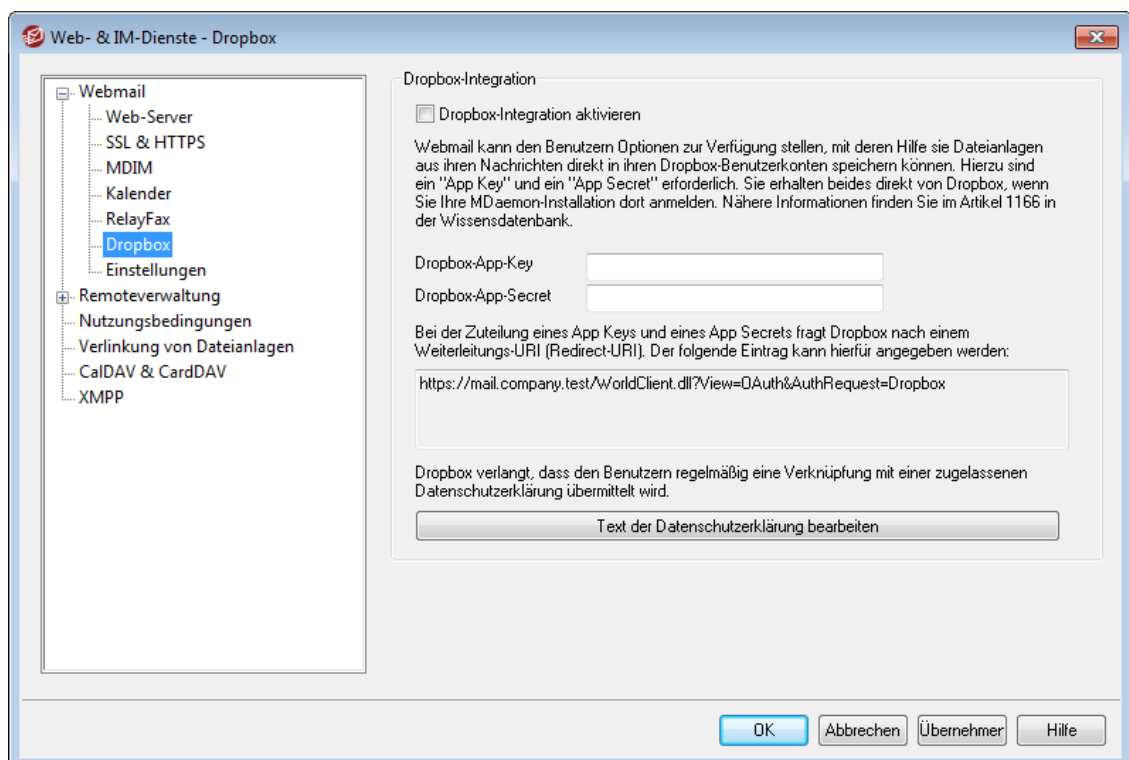 Web- & IM-Dienste - Dropbox
Webmail
Web-Server
SSL & HTTPS
MDIM
Kalender
RelayFax
Dropbox
Einstellungen
Remoteverwaltung
Nutzungsbedingungen
Verlinkung von Dateianlagen
CalDAV & CardDAV
XMPP
Dropbox-Integration
Dropbox-Integration aktivieren
Webmail kann den Benutzern Optionen zur Verfügung stellen, mit deren Hilfe sie Dateianlagen
aus ihren Nachrichten direkt in ihren Dropbox-Benutzerkonten speichern können. Hierzu sind
ein "App Key" und ein "App Secret" erforderlich. Sie erhalten beides direkt von Dropbox, wenn
Sie Ihre MDaemon-Installation dort anmelden. Nähere Informationen finden Sie im Artikel 1166 in
der Wissensdatenbank.
Dropbox-App-Key
Dropbox-App-Secret
Bei der Zuteilung eines App Keys und eines App Secrets fragt Dropbox nach einem
Weiterleitungs-URI (Redirect-URI). Der folgende Eintrag kann hierfür angegeben werden:
https://mail.company.test/WorldClient.dll?View=OAuth&AuthRequest=Dropbox
Dropbox verlangt, dass den Benutzern regelmäßig eine Verknüpfung mit einer zugelassenen
Datenschutzerklärung übermittelt wird.
Text der Datenschutzerklärung bearbeiten
OK
Abbrechen
Übernehmer
Hilfe